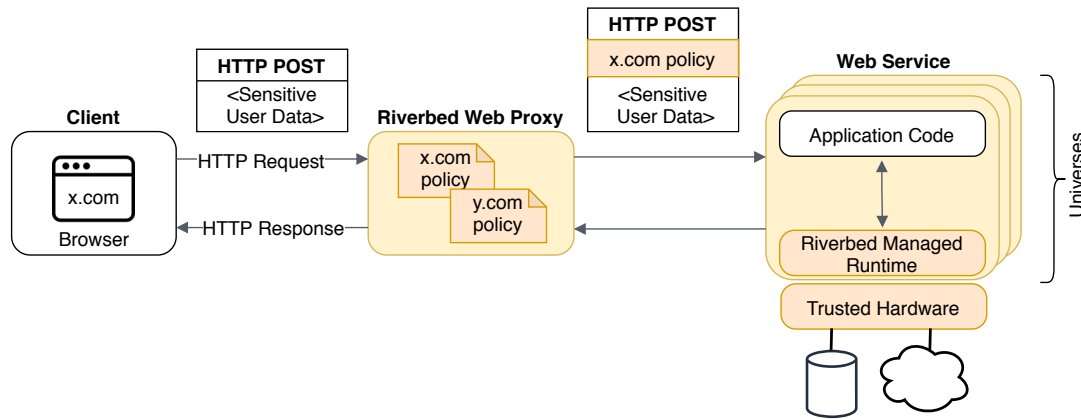 HTTP POST
x.com policy
<Sensitive
User Data>
HTTP POST
<Sensitive
User Data>
Web Service
Client
Riverbed Web Proxy
Application Code
HTTP Request
x.com
policy
x.com
y.com
policy
HTTP Response
Browser
Riverbed Managed
Runtime
Universes
Trusted Hardware